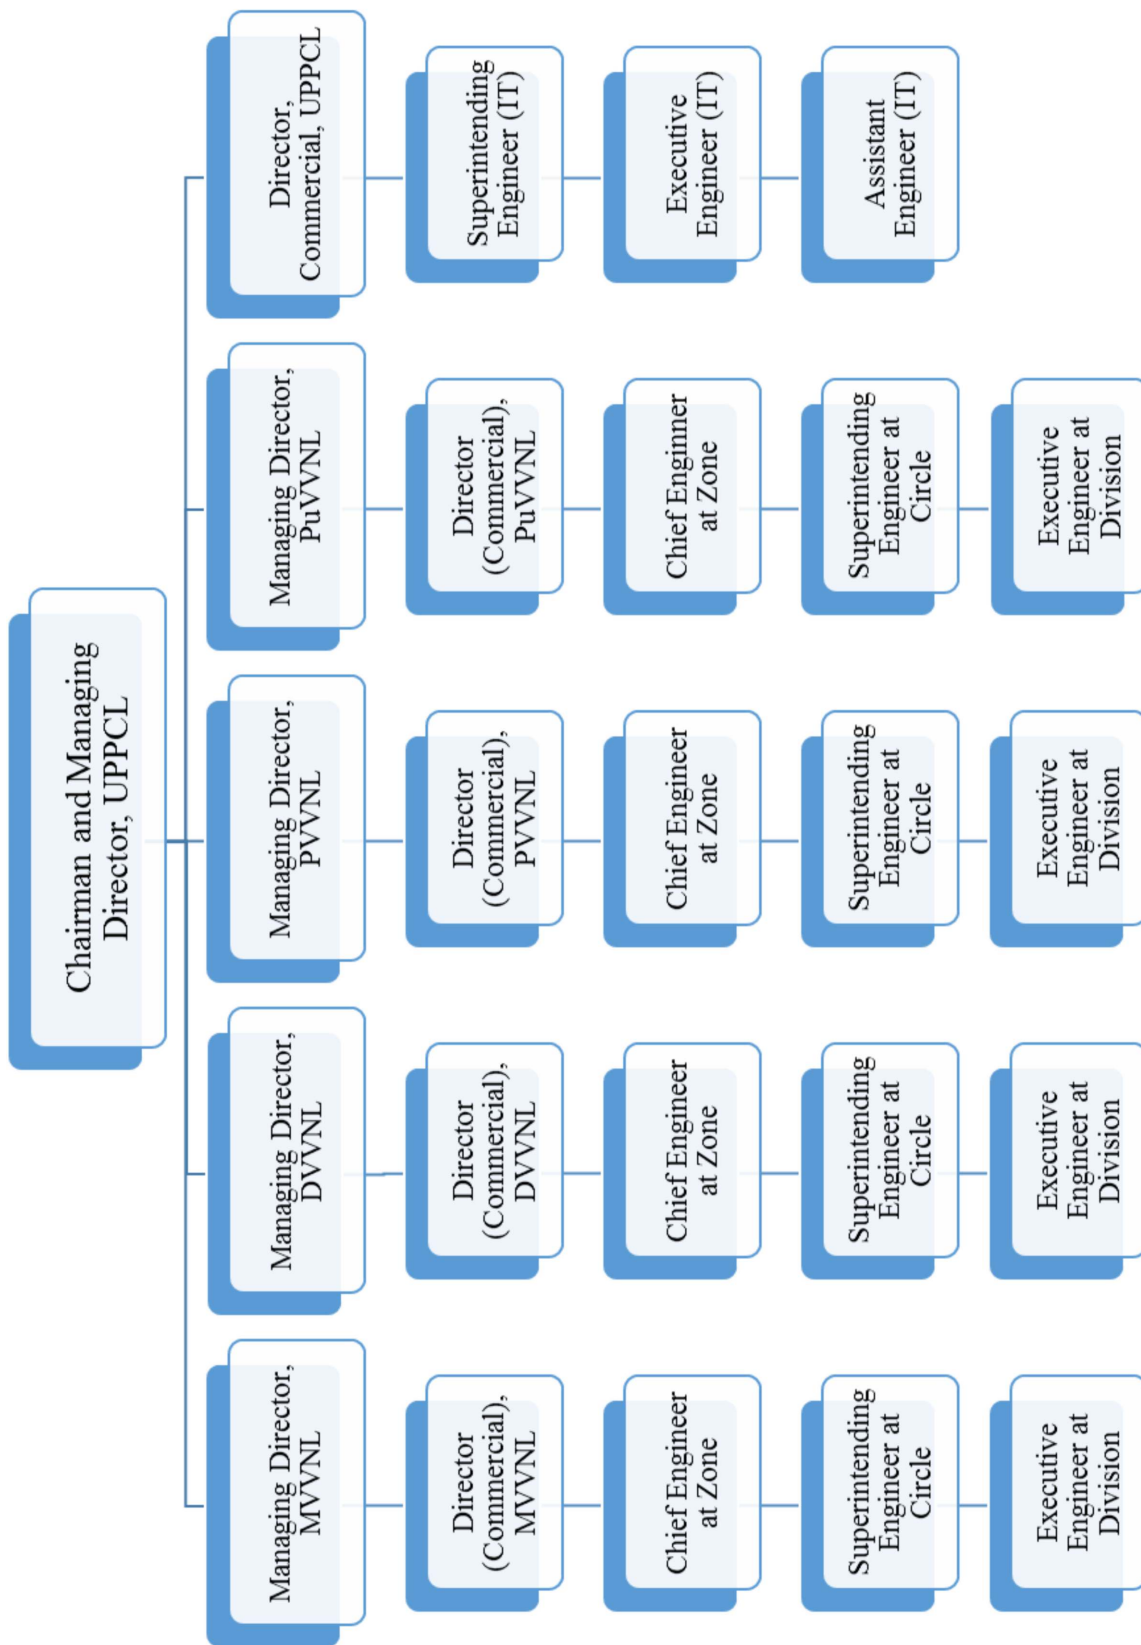 Chairman and Managing
Director, UPPCL
Managing Director,
MVVNL
Director
(Commercial),
MVVNL
Chief Engineer
at Zone
Superintending
Engineer at
Circle
Executive
Engineer at
Division
Managing Director,
DVVNL
Director
(Commercial),
DVVNL
Chief Engineer
at Zone
Superintending
Engineer at
Circle
Executive
Engineer at
Division
Managing Director,
PVVNL
Director
(Commercial),
PVVNL
Chief Engineer
at Zone
Superintending
Engineer at
Circle
Executive
Engineer at
Division
Managing Director,
PuVVNL
Director
(Commercial),
PuVVNL
Chief Enginner
at Zone
Superintending
Engineer at
Circle
Executive
Engineer at
Division
Director,
Commercial, UPPCL
Superintending
Engineer (IT)
Executive
Engineer (IT)
Assistant
Engineer (IT)